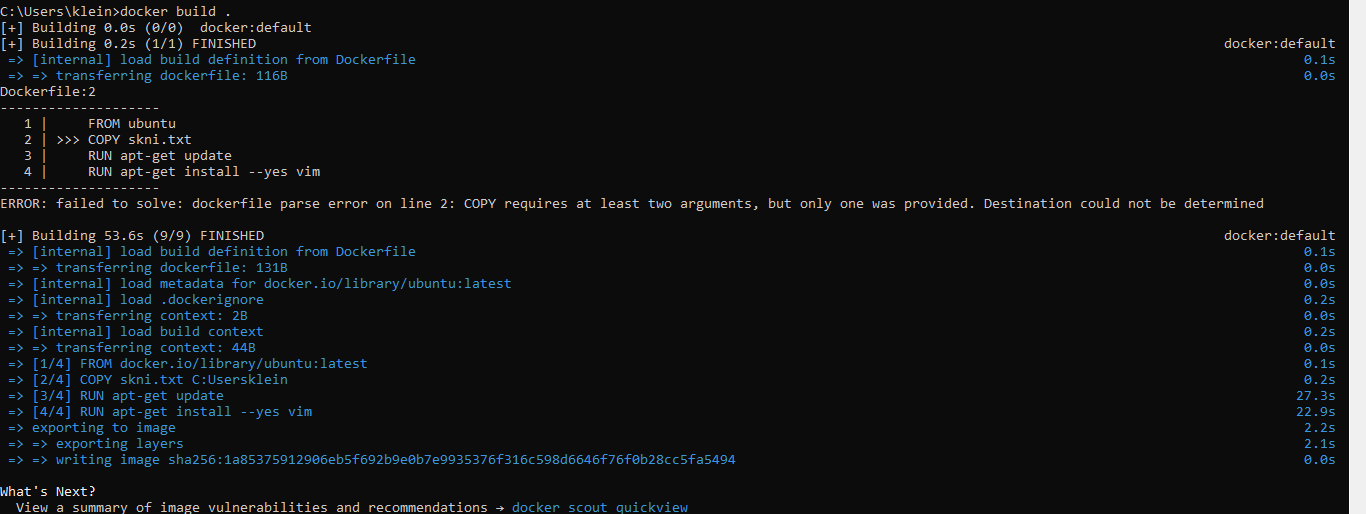 C:\Users\klein>docker build .
[+] Building 0.0s (0/0)  docker:default
[+] Building 0.2s (1/1) FINISHED docker:default
=> [internal] load build definition from Dockerfile 0.1s
=> => transferring dockerfile: 116B 0.0s
Dockerfile:2
--------------------
1 |     FROM ubuntu
2 | >>> COPY skni.txt
3 |     RUN apt-get update
4 |     RUN apt-get install --yes vim
--------------------
ERROR: failed to solve: dockerfile parse error on line 2: COPY requires at least two arguments, but only one was provided. Destination could not be determined
[+] Building 53.6s (9/9) FINISHED docker:default
=> [internal] load build definition from Dockerfile 0.1s
=> => transferring dockerfile: 131B 0.0s
=> [internal] load metadata for docker.io/library/ubuntu:latest 0.0s
=> [internal] load .dockerignore 0.2s
=> => transferring context: 2B 0.0s
=> [internal] load build context 0.2s
=> => transferring context: 44B 0.0s
=> [1/4] FROM docker.io/library/ubuntu:latest 0.1s
=> [2/4] COPY skni.txt C:Usersklein 0.2s
=> [3/4] RUN apt-get update 27.3s
=> [4/4] RUN apt-get install --yes vim 22.9s
=> exporting to image 2.2s
=> => exporting layers 2.1s
=> => writing image sha256:1a85375912906eb5f692b9e0b7e9935376f316c598d6646f76f0b28cc5fa5494 0.0s
What's Next?
View a summary of image vulnerabilities and recommendations → docker scout quickview